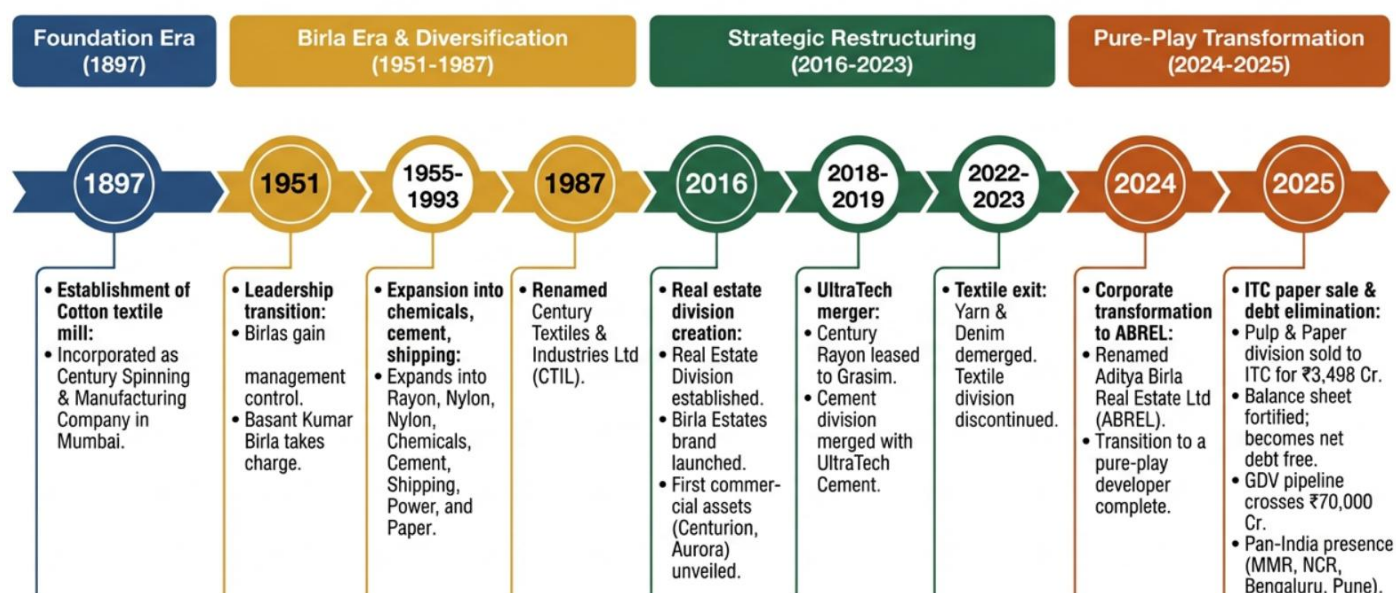 Foundation Era
(1897)
Birla Era & Diversification
(1951-1987)
Strategic Restructuring
(2016-2023)
Pure-Play Transformation
(2024-2025)
1897
1951
1955-
1993
1987
2016
2018-
2019
2022-
2023
2024
2025
• Establishment of
Cotton textile
mill:
• Incorporated as
Century Spinning
& Manufacturing
Company in
Mumbai.
• Leadership
transition:
• Birlas gain
management
control.
• Basant Kumar
Birla takes
charge.
• Expansion into
chemicals,
cement,
shipping:
• Expands into
Rayon, Nylon,
Nylon,
Chemicals,
Cement,
Shipping,
Power, and
Paper.
• Renamed
Century
Textiles &
Industries Ltd
(CTIL).
• Real estate
division
creation:
• Real Estate
Division
established.
• Birla Estates
brand
launched.
• First commer-
cial assets
(Centurion,
Aurora)
unveiled.
• UltraTech
merger:
• Century
Rayon leased
to Grasim.
• Cement
division
merged with
UltraTech
Cement.
• Textile exit:
Yarn &
Denim
demerged.
Textile
division
discontinued.
• Corporate
transformation
to ABREL:
• Renamed
Aditya Birla
Real Estate Ltd
(ABREL).
• Transition to a
pure-play
developer
complete.
• ITC paper sale &
debt elimination:
• Pulp & Paper
division sold to
ITC for ₹3,498 Cr.
• Balance sheet
fortified;
becomes net
debt free.
• GDV pipeline
crosses ₹70,000
Cr.
• Pan-India presence
(MMR, NCR,
Bengaluru, Pune).